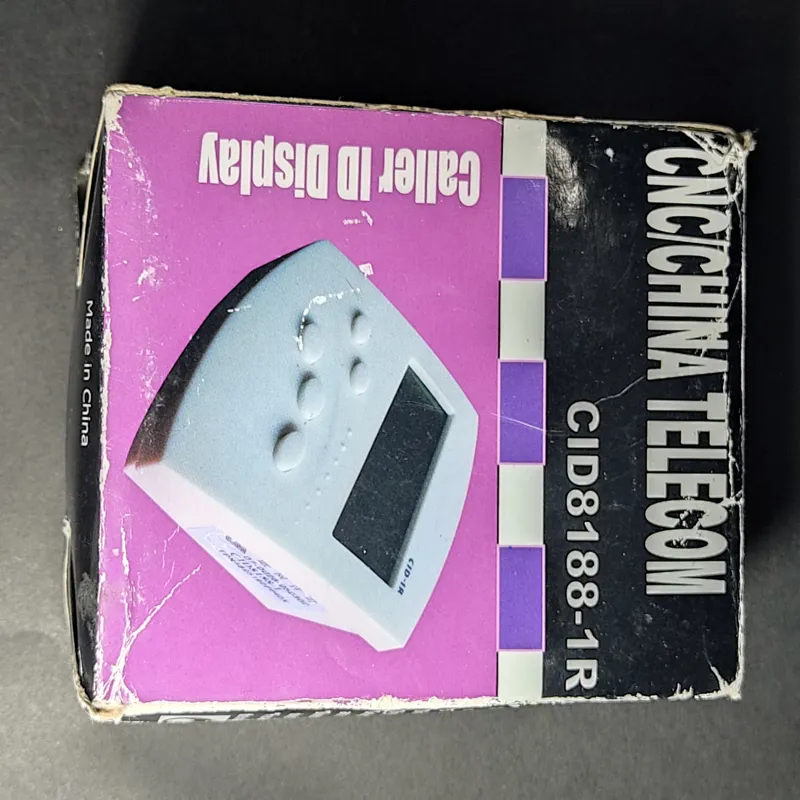 CNC/CHINA TELECOM
CID8188-1R
Caller ID Display
CID-1R
Made in China